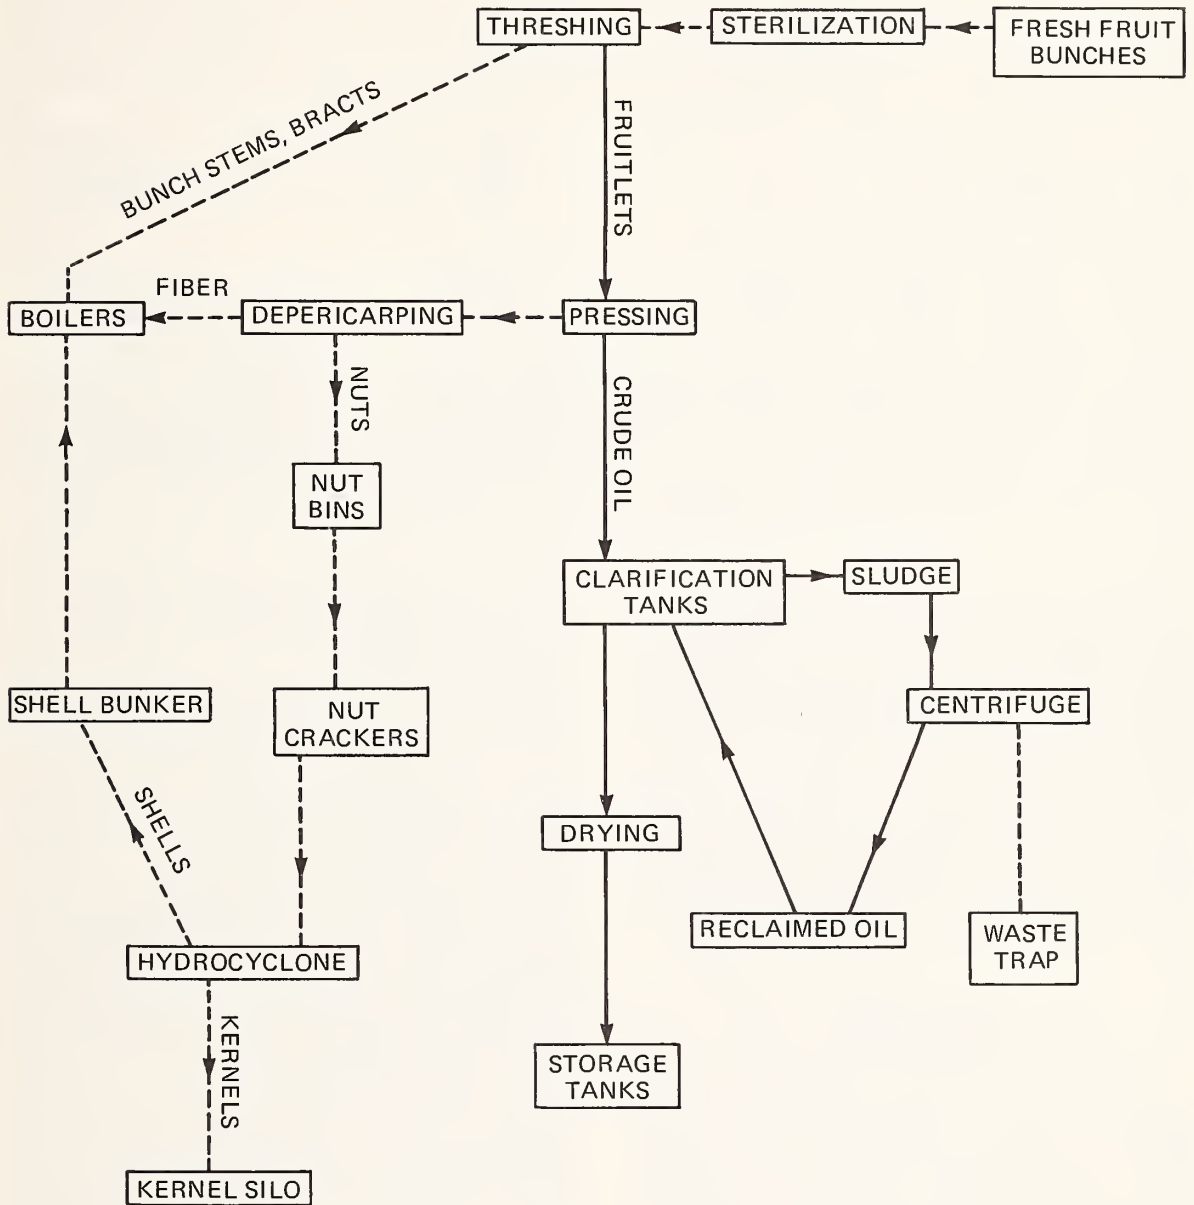 THRESHING
STERILIZATION
FRESH FRUIT
BUNCHES
BUNCH STEMS, BRACTS
FRUITLETS
BOILERS
FIBER
DEPERICARPING
PRESSING
NUTS
CRUDE OIL
NUT
BINS
CLARIFICATION
TANKS
SLUDGE
SHELL BUNKER
NUT
CRACKERS
CENTRIFUGE
SHELLS
DRYING
RECLAIMED OIL
WASTE
TRAP
HYDROCYCLONE
KERNELS
STORAGE
TANKS
KERNEL SILO